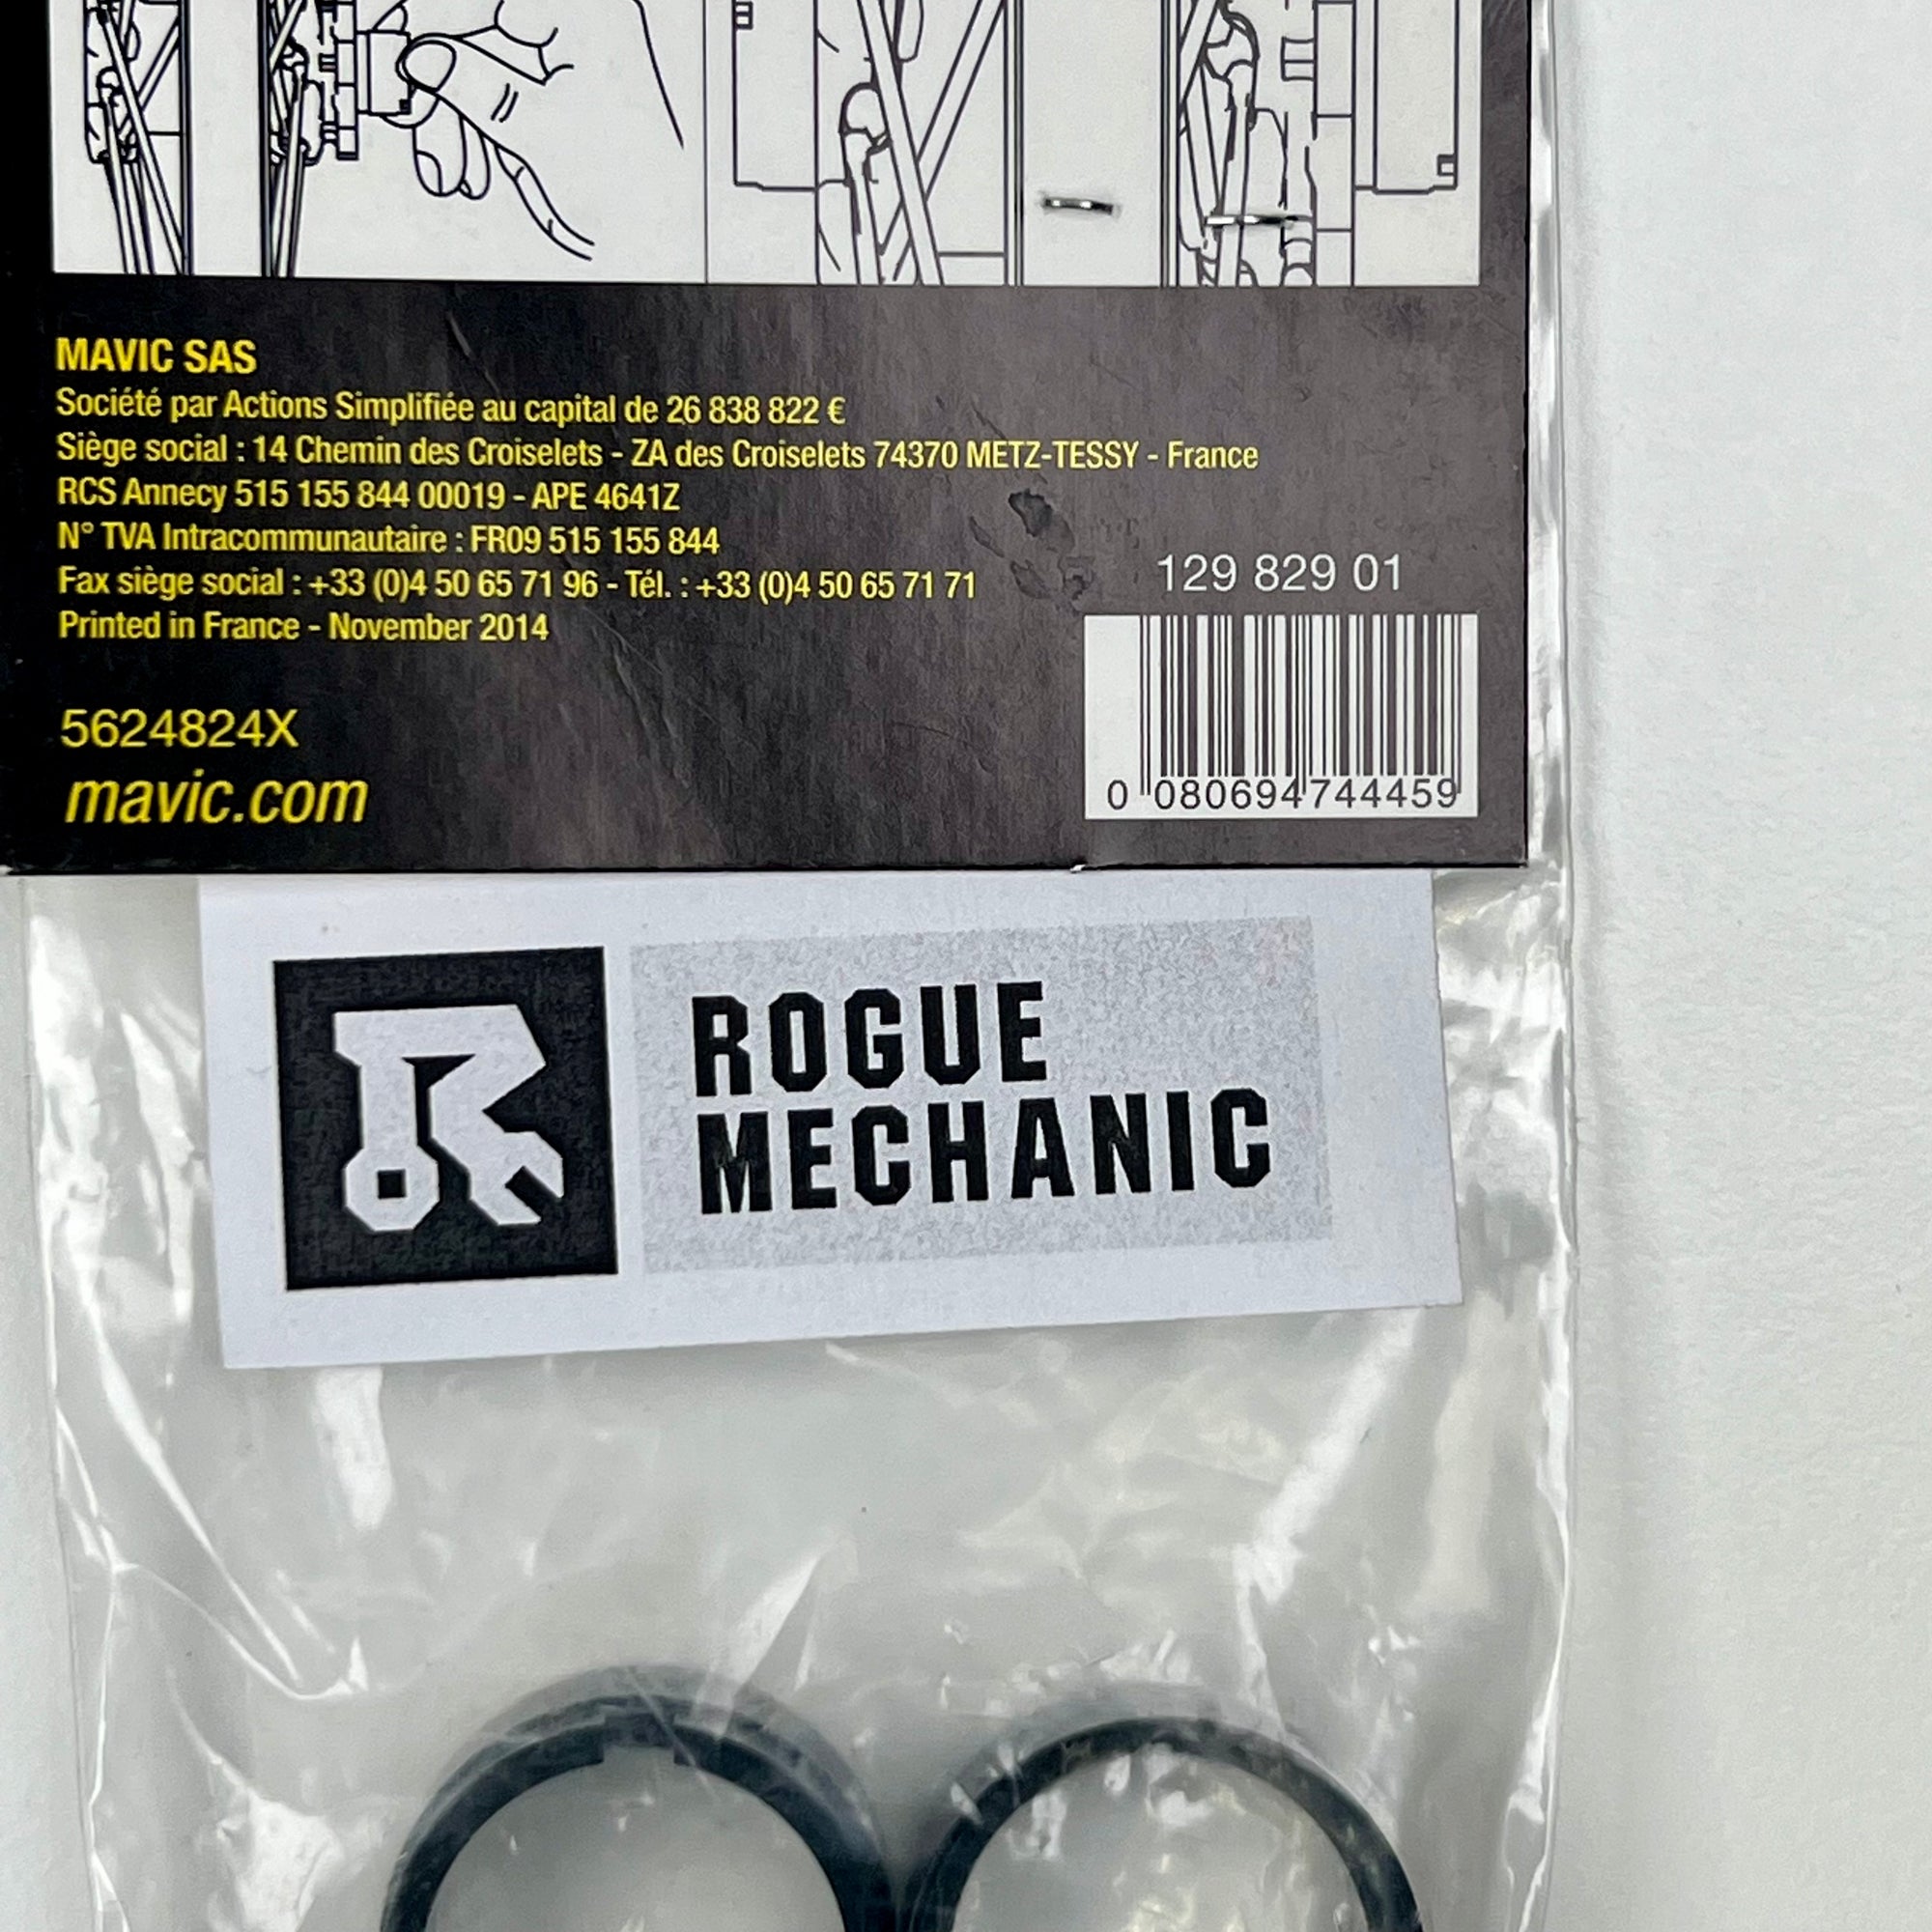 MAVIC SAS
Société par Actions Simplifiée au capital de 26 838 822 €
Siège social : 14 Chemin des Croiselets - ZA des Croiselets 74370 METZ-TESSY - France
RCS Annecy 515 155 844 00019 - APE 4641Z
N° TVA Intracommunautaire : FR09 515 155 844
Fax siège social : +33 (0)4 50 65 71 96 - Tél. : +33 (0)4 50 65 71 71
Printed in France - November 2014
129 829 01
5624824X
mavic.com
0 080694 744459
ROGUE
MECHANIC